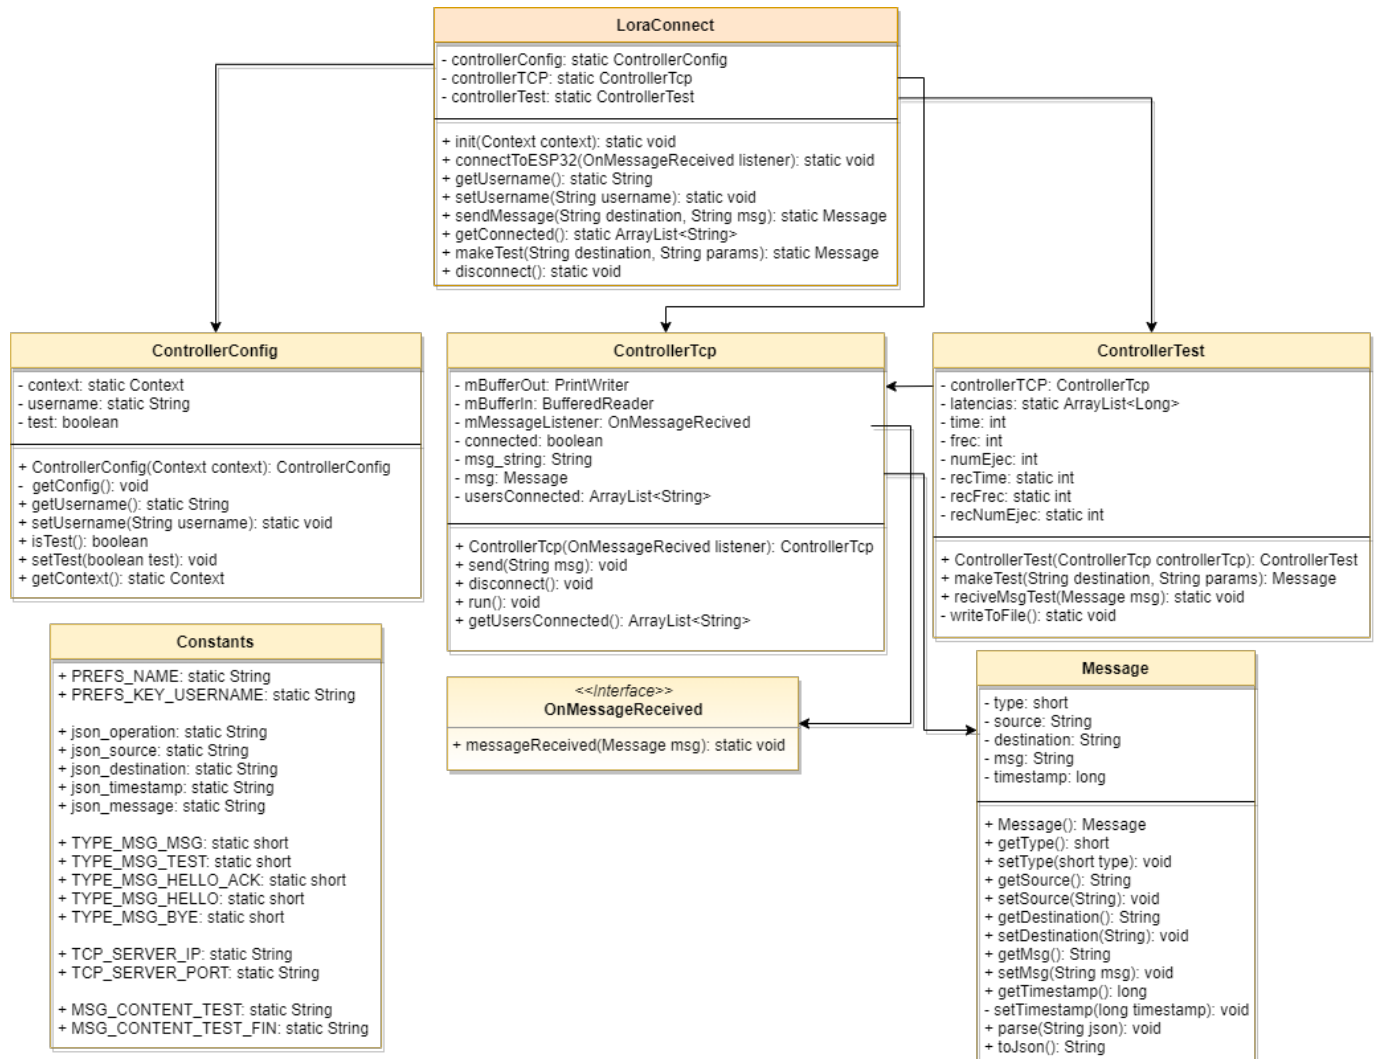 LoraConnect
- controllerConfig: static ControllerConfig
- controllerTCP: static ControllerTcp
- controllerTest: static ControllerTest
+ init(Context context): static void
+ connectToESP32(OnMessageReceived listener): static void
+ getUsername(): static String
+ setUsername(String username): static void
+ sendMessage(String destination, String msg): static Message
+ getConnected(): static ArrayList<String>
+ makeTest(String destination, String params): static Message
+ disconnect(): static void
ControllerConfig
- context: static Context
- username: static String
- test: boolean
+ ControllerConfig(Context context): ControllerConfig
- getConfig(): void
+ getUsername(): static String
+ setUsername(String username): static void
+ isTest(): boolean
+ setTest(boolean test): void
+ getContext(): static Context
ControllerTcp
- mBufferOut: PrintWriter
- mBufferIn: BufferedReader
- mMessageListener: OnMessageRecived
- connected: boolean
- msg_string: String
- msg: Message
- usersConnected: ArrayList<String>
+ ControllerTcp(OnMessageRecived listener): ControllerTcp
+ send(String msg): void
+ disconnect(): void
+ run(): void
+ getUsersConnected(): ArrayList<String>
ControllerTest
- controllerTCP: ControllerTcp
- latencias: static ArrayList<Long>
- time: int
- frec: int
- numEjec: int
- recTime: static int
- recFrec: static int
- recNumEjec: static int
+ ControllerTest(ControllerTcp controllerTcp): ControllerTest
+ makeTest(String destination, String params): Message
+ reciveMsgTest(Message msg): static void
- writeToFile(): static void
Constants
+ PREFS_NAME: static String
+ PREFS_KEY_USERNAME: static String
+ json_operation: static String
+ json_source: static String
+ json_destination: static String
+ json_timestamp: static String
+ json_message: static String
+ TYPE_MSG_MSG: static short
+ TYPE_MSG_TEST: static short
+ TYPE_MSG_HELLO_ACK: static short
+ TYPE_MSG_HELLO: static short
+ TYPE_MSG_BYE: static short
+ TCP_SERVER_IP: static String
+ TCP_SERVER_PORT: static String
+ MSG_CONTENT_TEST: static String
+ MSG_CONTENT_TEST_FIN: static String
<<Interface>>
OnMessageReceived
+ messageReceived(Message msg): static void
Message
- type: short
- source: String
- destination: String
- msg: String
- timestamp: long
+ Message(): Message
+ getType(): short
+ setType(short type): void
+ getSource(): String
+ setSource(String): void
+ getDestination(): String
+ setDestination(String): void
+ getMsg(): String
+ setMsg(String msg): void
+ getTimestamp(): long
- setTimestamp(long timestamp): void
+ parse(String json): void
+ toJson(): String